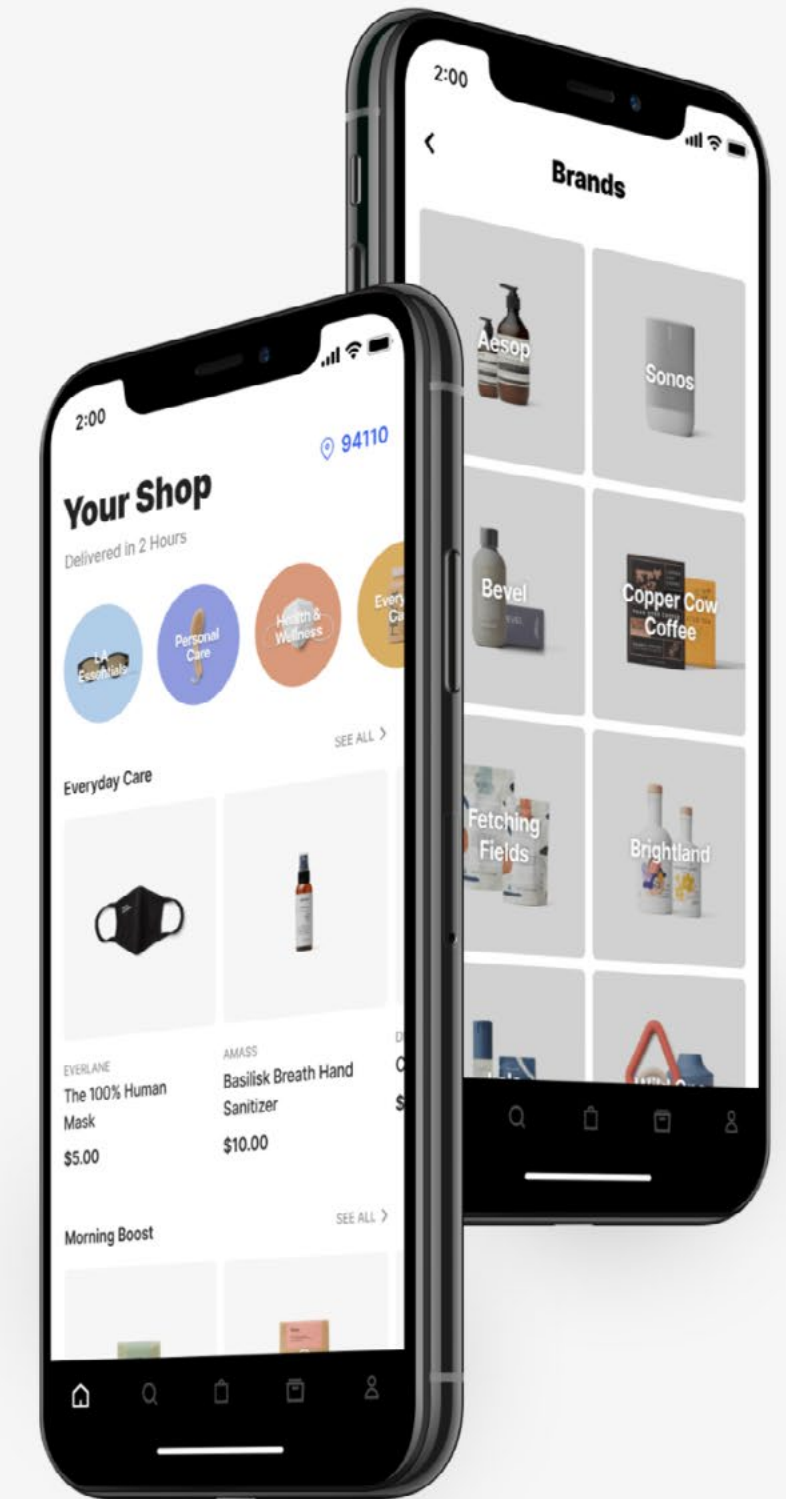 2:00
94110
Your Shop
Delivered in 2 Hours
LA
Essentials
Personal
Care
Health &
Wellness
SEE ALL
Everyday Care
EVERLANE
The 100% Human
Mask
$5.00
AMASS
Basilisk Breath Hand
Sanitizer
$10.00
SEE ALL
Morning Boost
2:00
Brands
Aesop
Sonos
Bevel
Copper Cow
Coffee
Fetching
Fields
Brightland